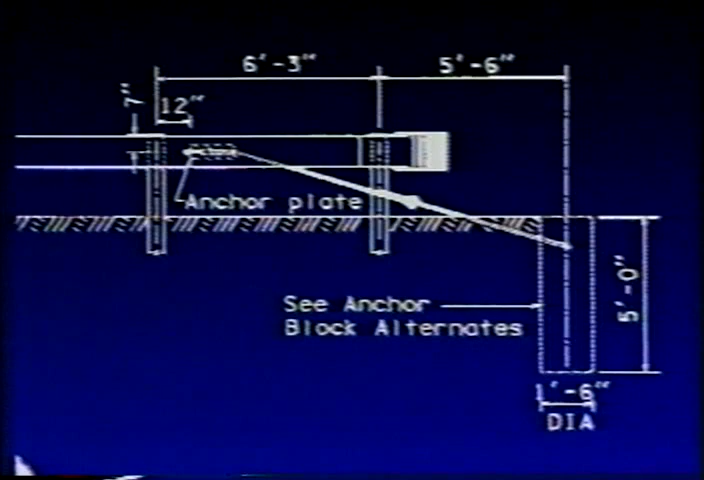 6'-3"
5'-6"
7"
12"
Anchor plate
See Anchor
Block Alternates
5'-0"
1'-6"
DIA